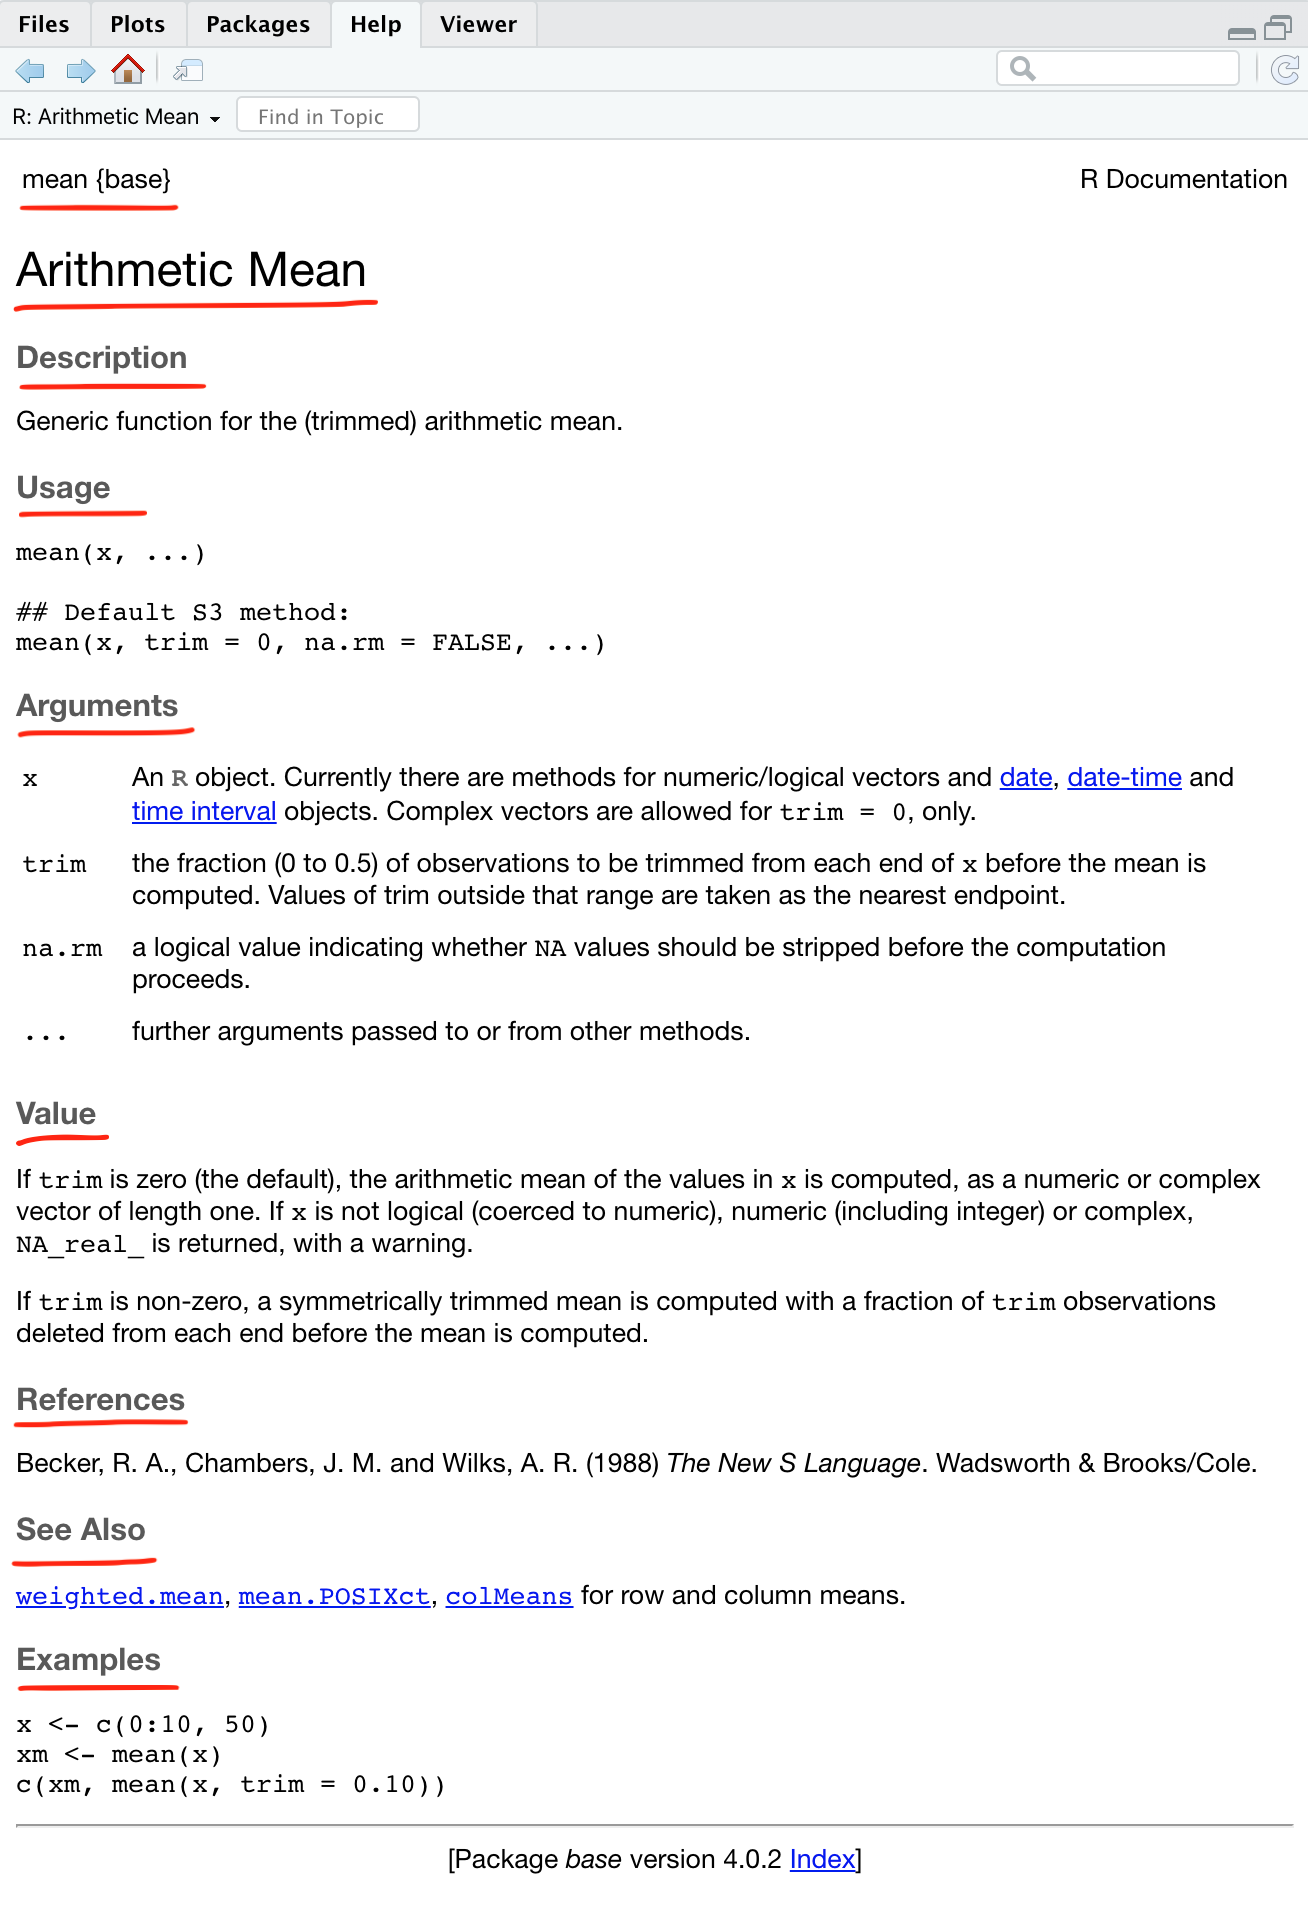 Files Plots Packages Help Viewer
R: Arithmetic Mean Find in Topic
mean {base} R Documentation
Arithmetic Mean
Description
Generic function for the (trimmed) arithmetic mean.
Usage
mean(x, ...)
## Default S3 method:
mean(x, trim = 0, na.rm = FALSE, ...)
Arguments
x An R object. Currently there are methods for numeric/logical vectors and date, date-time and
time interval objects. Complex vectors are allowed for trim = 0, only.
trim the fraction (0 to 0.5) of observations to be trimmed from each end of x before the mean is
computed. Values of trim outside that range are taken as the nearest endpoint.
na.rm a logical value indicating whether NA values should be stripped before the computation
proceeds.
... further arguments passed to or from other methods.
Value
If trim is zero (the default), the arithmetic mean of the values in x is computed, as a numeric or complex
vector of length one. If x is not logical (coerced to numeric), numeric (including integer) or complex,
NA_real_ is returned, with a warning.
If trim is non-zero, a symmetrically trimmed mean is computed with a fraction of trim observations
deleted from each end before the mean is computed.
References
Becker, R. A., Chambers, J. M. and Wilks, A. R. (1988) The New S Language. Wadsworth & Brooks/Cole.
See Also
weighted.mean, mean.POSIXct, colMeans for row and column means.
Examples
x <- c(0:10, 50)
xm <- mean(x)
c(xm, mean(x, trim = 0.10))
[Package base version 4.0.2 Index]